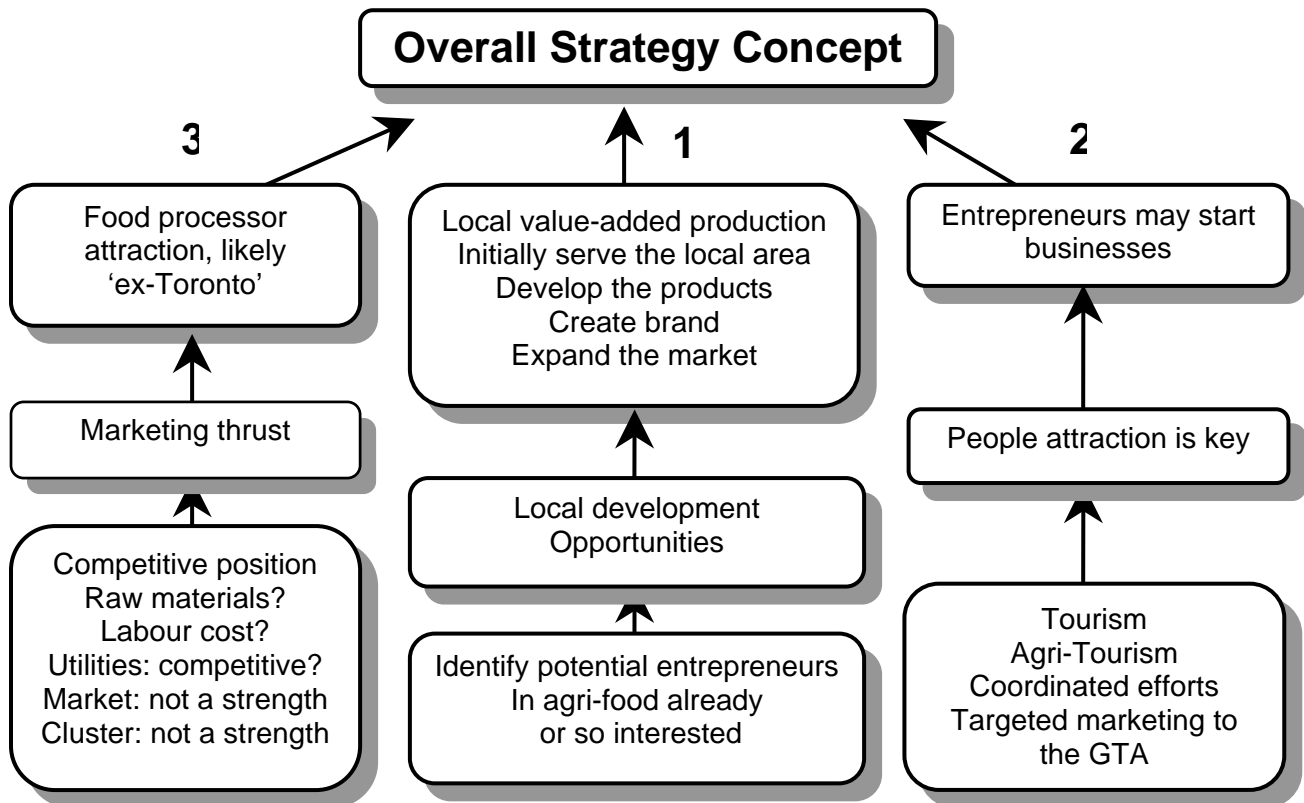 Overall Strategy Concept
3
1
2
Food processor
attraction, likely
‘ex-Toronto’
Marketing thrust
Competitive position
Raw materials?
Labour cost?
Utilities: competitive?
Market: not a strength
Cluster: not a strength
Local value-added production
Initially serve the local area
Develop the products
Create brand
Expand the market
Local development
Opportunities
Identify potential entrepreneurs
In agri-food already
or so interested
Entrepreneurs may start
businesses
People attraction is key
Tourism
Agri-Tourism
Coordinated efforts
Targeted marketing to
the GTA